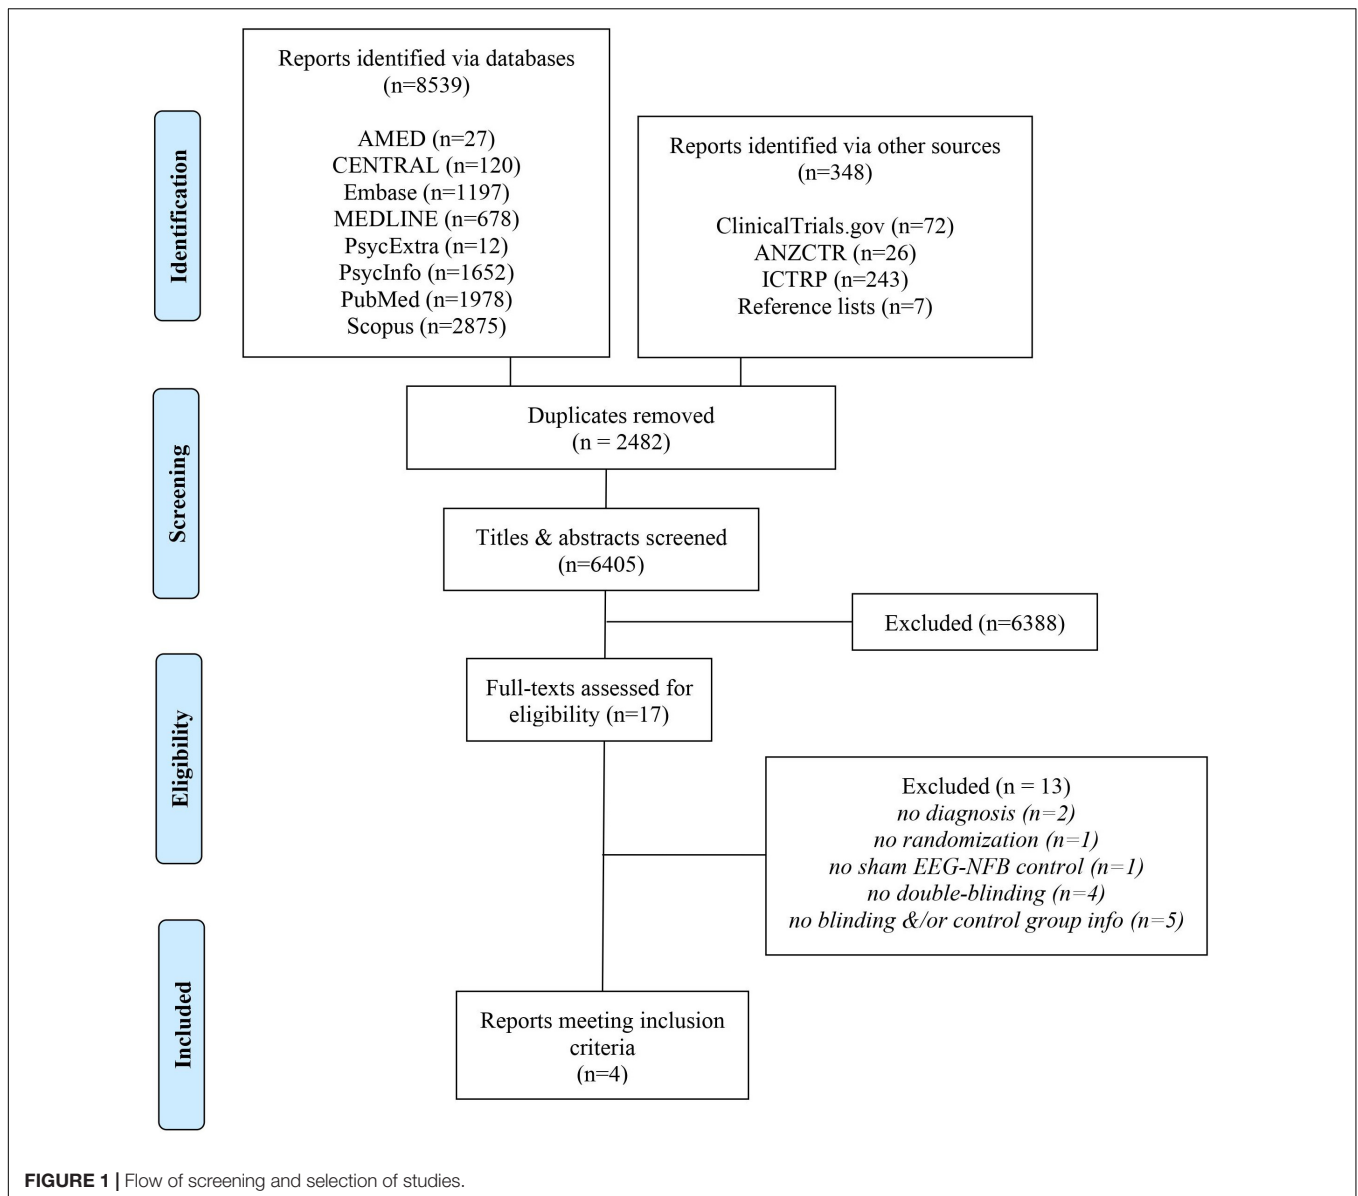 Identification
Reports identified via databases
(n=8539)
AMED (n=27)
CENTRAL (n=120)
Embase (n=1197)
MEDLINE (n=678)
PsycExtra (n=12)
PsycInfo (n=1652)
PubMed (n=1978)
Scopus (n=2875)
Reports identified via other sources
(n=348)
ClinicalTrials.gov (n=72)
ANZCTR (n=26)
ICTRP (n=243)
Reference lists (n=7)
Screening
Duplicates removed
(n = 2482)
Titles & abstracts screened
(n=6405)
Excluded (n=6388)
Eligibility
Full-texts assessed for
eligibility (n=17)
Excluded (n = 13)
no diagnosis (n=2)
no randomization (n=1)
no sham EEG-NFB control (n=1)
no double-blinding (n=4)
no blinding &/or control group info (n=5)
Included
Reports meeting inclusion
criteria
(n=4)
FIGURE 1 | Flow of screening and selection of studies.